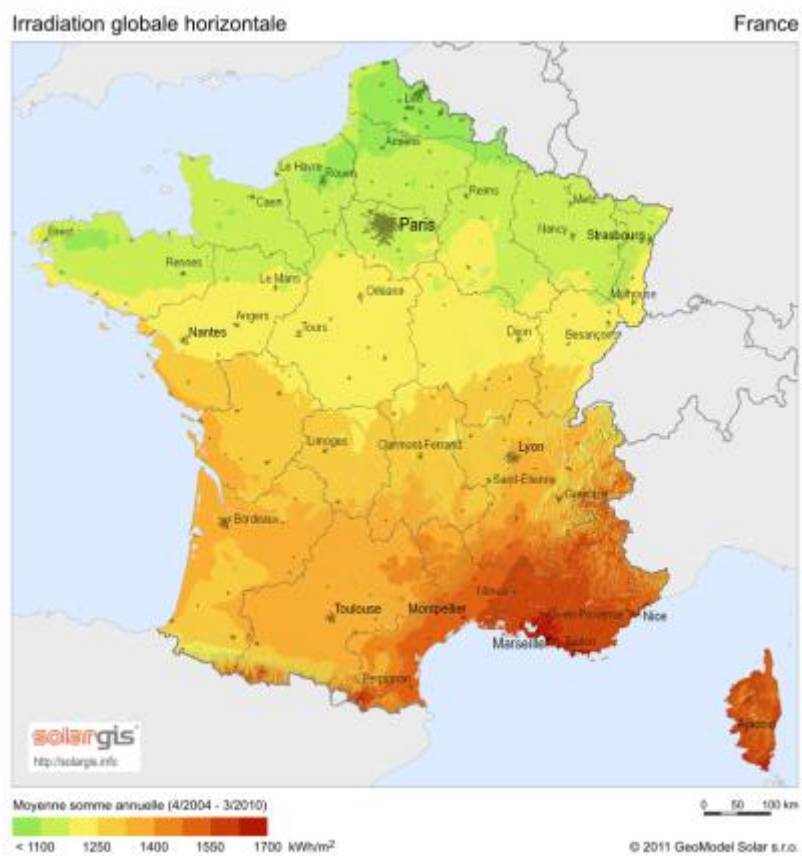 Irradiation globale horizontale
France
Lille
Amiens
Le Havre
Rouen
Caen
Reims
Metz
Paris
Nancy
Strasbourg
Brest
Rennes
Le Mans
Orléans
Mulhouse
Angers
Nantes
Tours
Dijon
Besançon
Limoges
Clermont-Ferrand
Lyon
Saint-Etienne
Grenoble
Bordeaux
Nîmes
Toulouse
Montpellier
Aix-en-Provence
Nice
Marseille
Toulon
Perpignan
Ajaccio
solargis
http://solargis.info
Moyenne somme annuelle (4/2004 - 3/2010)
0 50 100 km
< 1100 1250 1400 1550 1700 kWh/m²
© 2011 GeoModel Solar s.r.o.